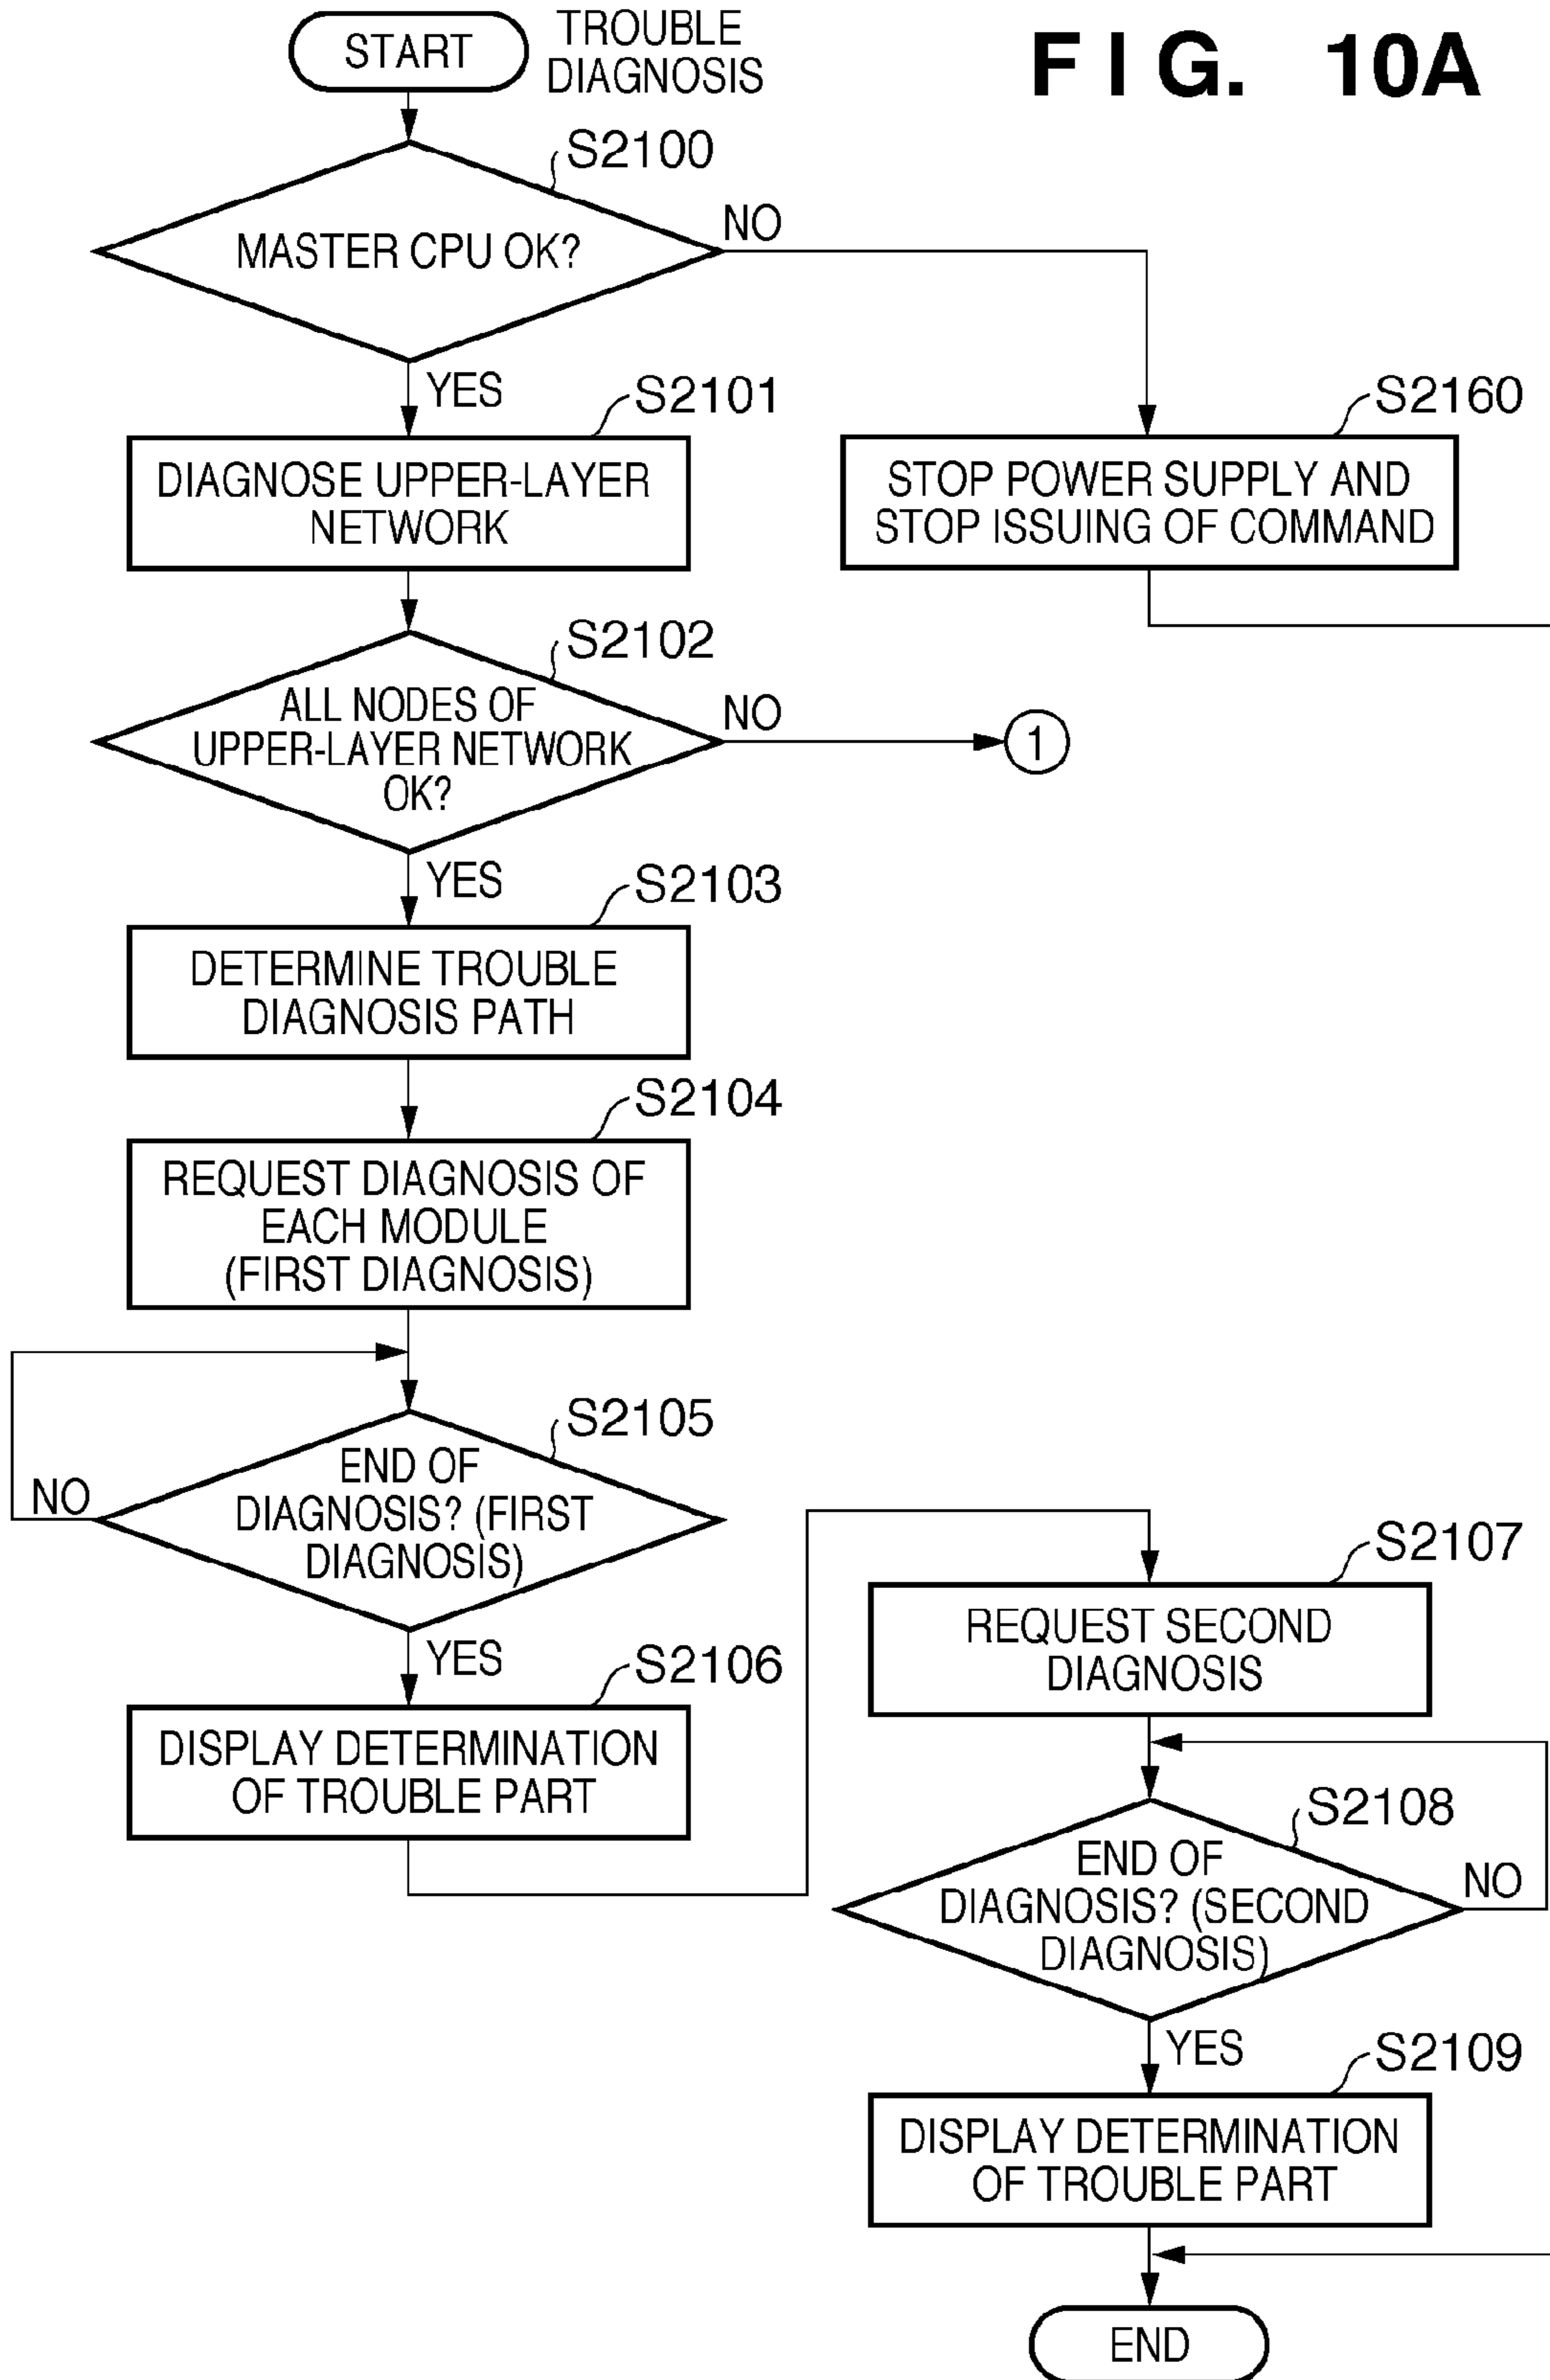 START
TROUBLE
DIAGNOSIS
FIG. 10A
S2100
MASTER CPU OK?
NO
YES
S2101
DIAGNOSE UPPER-LAYER
NETWORK
S2160
STOP POWER SUPPLY AND
STOP ISSUING OF COMMAND
S2102
ALL NODES OF
UPPER-LAYER NETWORK
OK?
NO
1
YES
S2103
DETERMINE TROUBLE
DIAGNOSIS PATH
S2104
REQUEST DIAGNOSIS OF
EACH MODULE
(FIRST DIAGNOSIS)
S2105
END OF
DIAGNOSIS? (FIRST
DIAGNOSIS)
NO
YES
S2106
DISPLAY DETERMINATION
OF TROUBLE PART
S2107
REQUEST SECOND
DIAGNOSIS
S2108
END OF
DIAGNOSIS? (SECOND
DIAGNOSIS)
NO
YES
S2109
DISPLAY DETERMINATION
OF TROUBLE PART
END